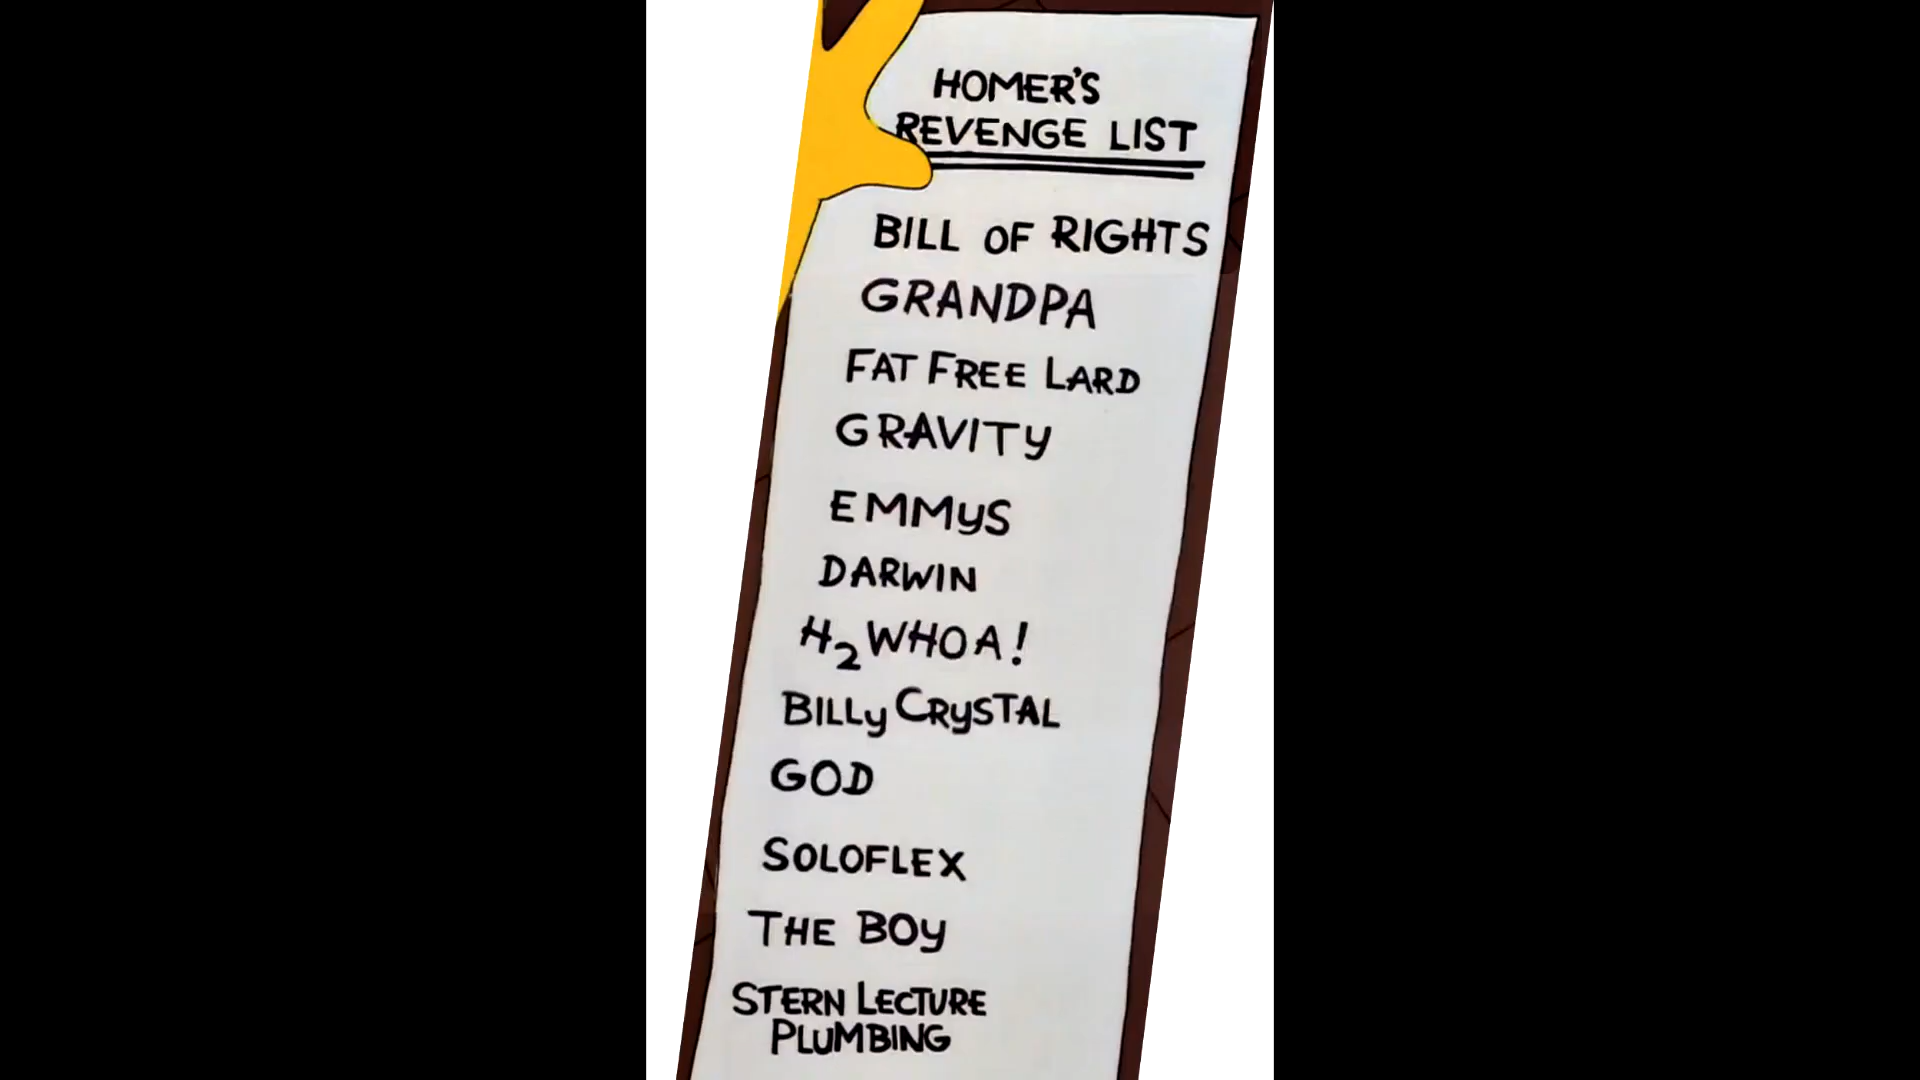 HOMER'S
REVENGE LIST
BILL OF RIGHTS
GRANDPA
FAT FREE LARD
GRAVITY
EMMYS
DARWIN
H2WHOA!
BILLY CRYSTAL
GOD
SOLOFLEX
THE BOY
STERN LECTURE
PLUMBING